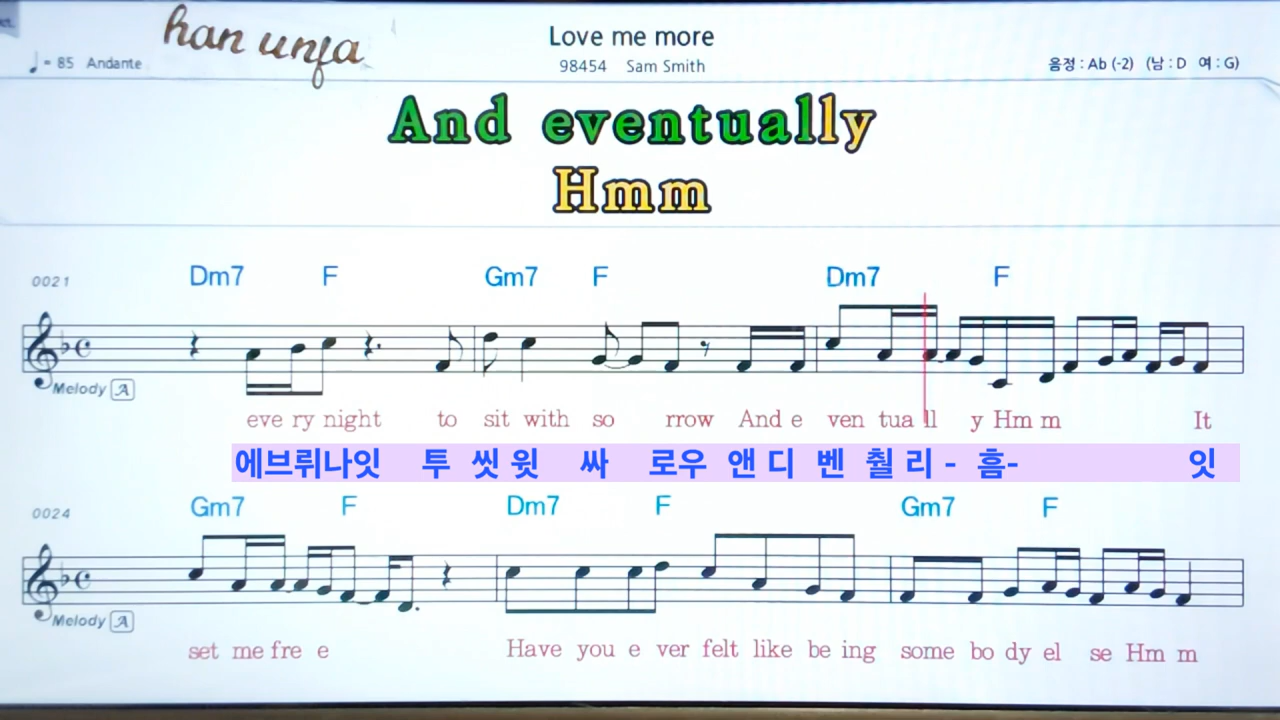 et.
han unja
Love me more
♩= 85 Andante
98454 Sam Smith
음정 : Ab (-2) (남 : D 여 : G)
And eventually
Hmm
0021
Dm7 F Gm7 F Dm7 F
Melody A
eve ry night to sit with so rrow And e ven tua ll y Hm m It
에브뤼나잇 투 씻 윗 싸 로우 앤 디 벤 춸 리 - 흠- 잇
0024
Gm7 F Dm7 F Gm7 F
Melody A
set me fre e Have you e ver felt like be ing some bo dy el se Hm m